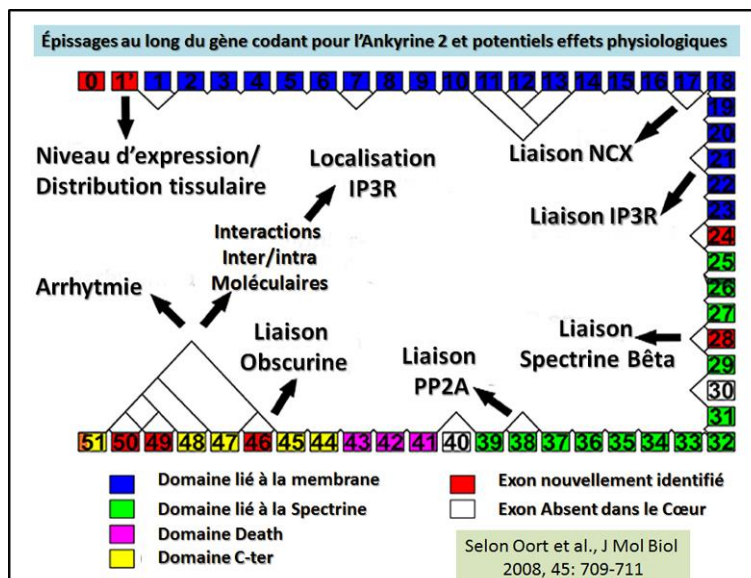 Épissages au long du gène codant pour l'Ankyrine 2 et potentiels effets physiologiques
0 1' 1 2 3 4 5 6 7 8 9 10 11 12 13 14 15 16 17 18
19
20
21
22
23
24
25
26
27
28
29
30
31
Niveau d'expression/
Distribution tissulaire
Localisation
IP3R
Liaison NCX
Liaison IP3R
Interactions
Inter/intra
Moléculaires
Arrhytmie
Liaison
Obscurine
Liaison
PP2A
Liaison
Spectrine Bêta
51 50 49 48 47 46 45 44 43 42 41 40 39 38 37 36 35 34 33 32
Domaine lié à la membrane
Domaine lié à la Spectrine
Domaine Death
Domaine C-ter
Exon nouvellement identifié
Exon Absent dans le Cœur
Selon Oort et al., J Mol Biol
2008, 45: 709-711